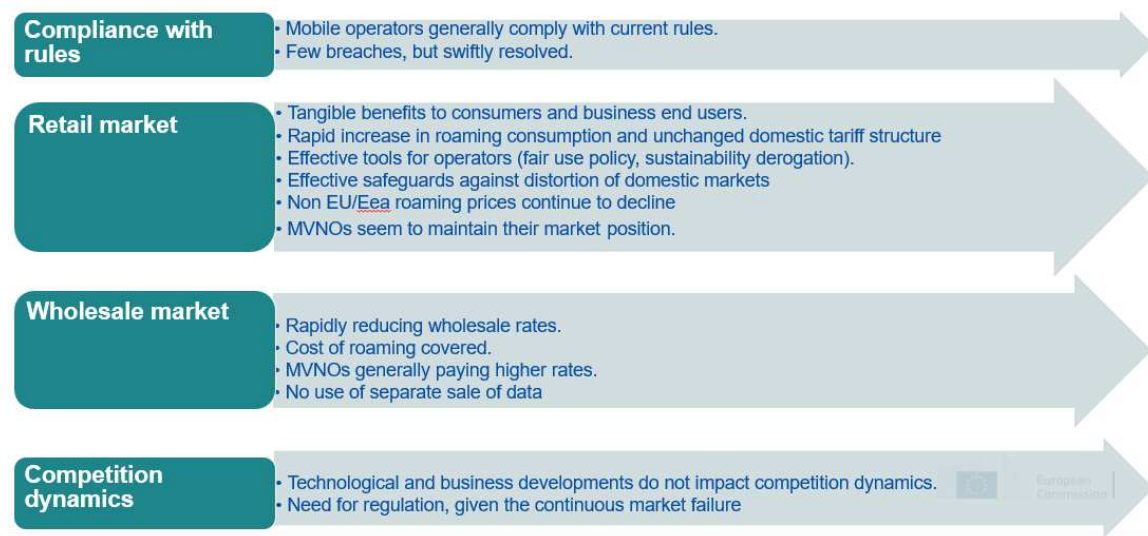 Compliance with
rules
• Mobile operators generally comply with current rules.
• Few breaches, but swiftly resolved.
Retail market
• Tangible benefits to consumers and business end users.
• Rapid increase in roaming consumption and unchanged domestic tariff structure
• Effective tools for operators (fair use policy, sustainability derogation).
• Effective safeguards against distortion of domestic markets
• Non EU/Eea roaming prices continue to decline
• MVNOs seem to maintain their market position.
Wholesale market
• Rapidly reducing wholesale rates.
• Cost of roaming covered.
• MVNOs generally paying higher rates.
• No use of separate sale of data
Competition
dynamics
• Technological and business developments do not impact competition dynamics.
• Need for regulation, given the continuous market failure
European
Commission